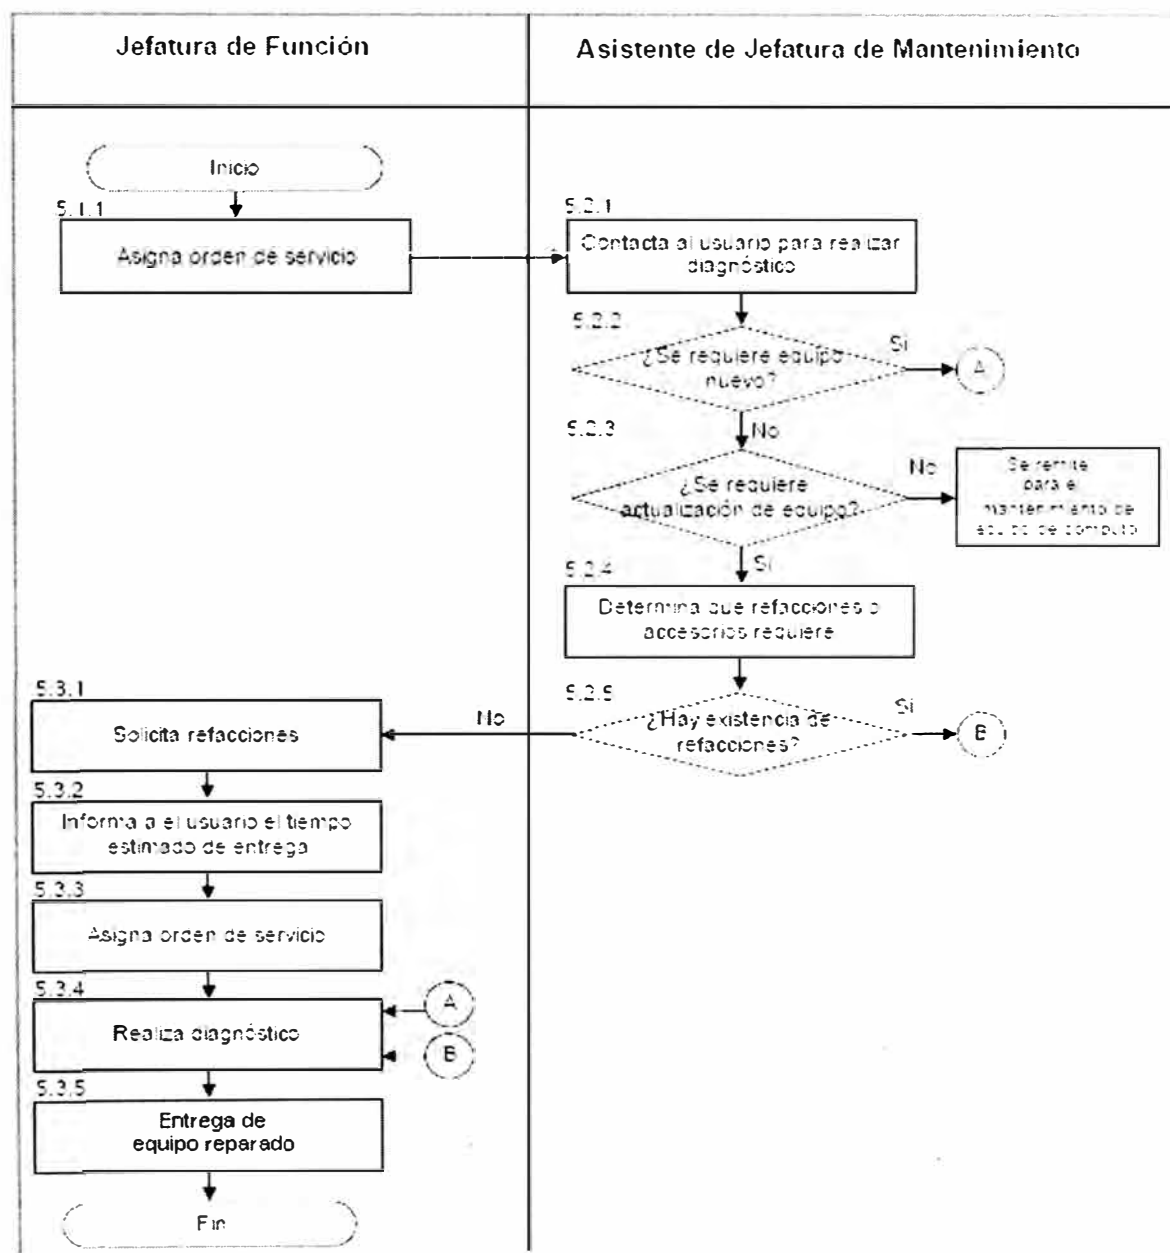 Jefatura de Función
Asistente de Jefatura de Mantenimiento
Inicio
5.1.1
Asigna orden de servicio
5.2.1
Contacta al usuario para realizar
diagnóstico
5.2.2
¿Se requiere equipo
nuevo?
Si
A
No
5.2.3
¿Se requiere
actualización de equipo?
No
Se remite
para el
mantenimiento de
equipo de computo
Si
5.2.4
Determina que refacciones o
accesorios requiere
5.2.5
¿Hay existencia de
refacciones?
Si
B
No
5.3.1
Solicita refacciones
5.3.2
Informa a el usuario el tiempo
estimado de entrega
5.3.3
Asigna orden de servicio
5.3.4
Realiza diagnóstico
A
B
5.3.5
Entrega de
equipo reparado
Fin